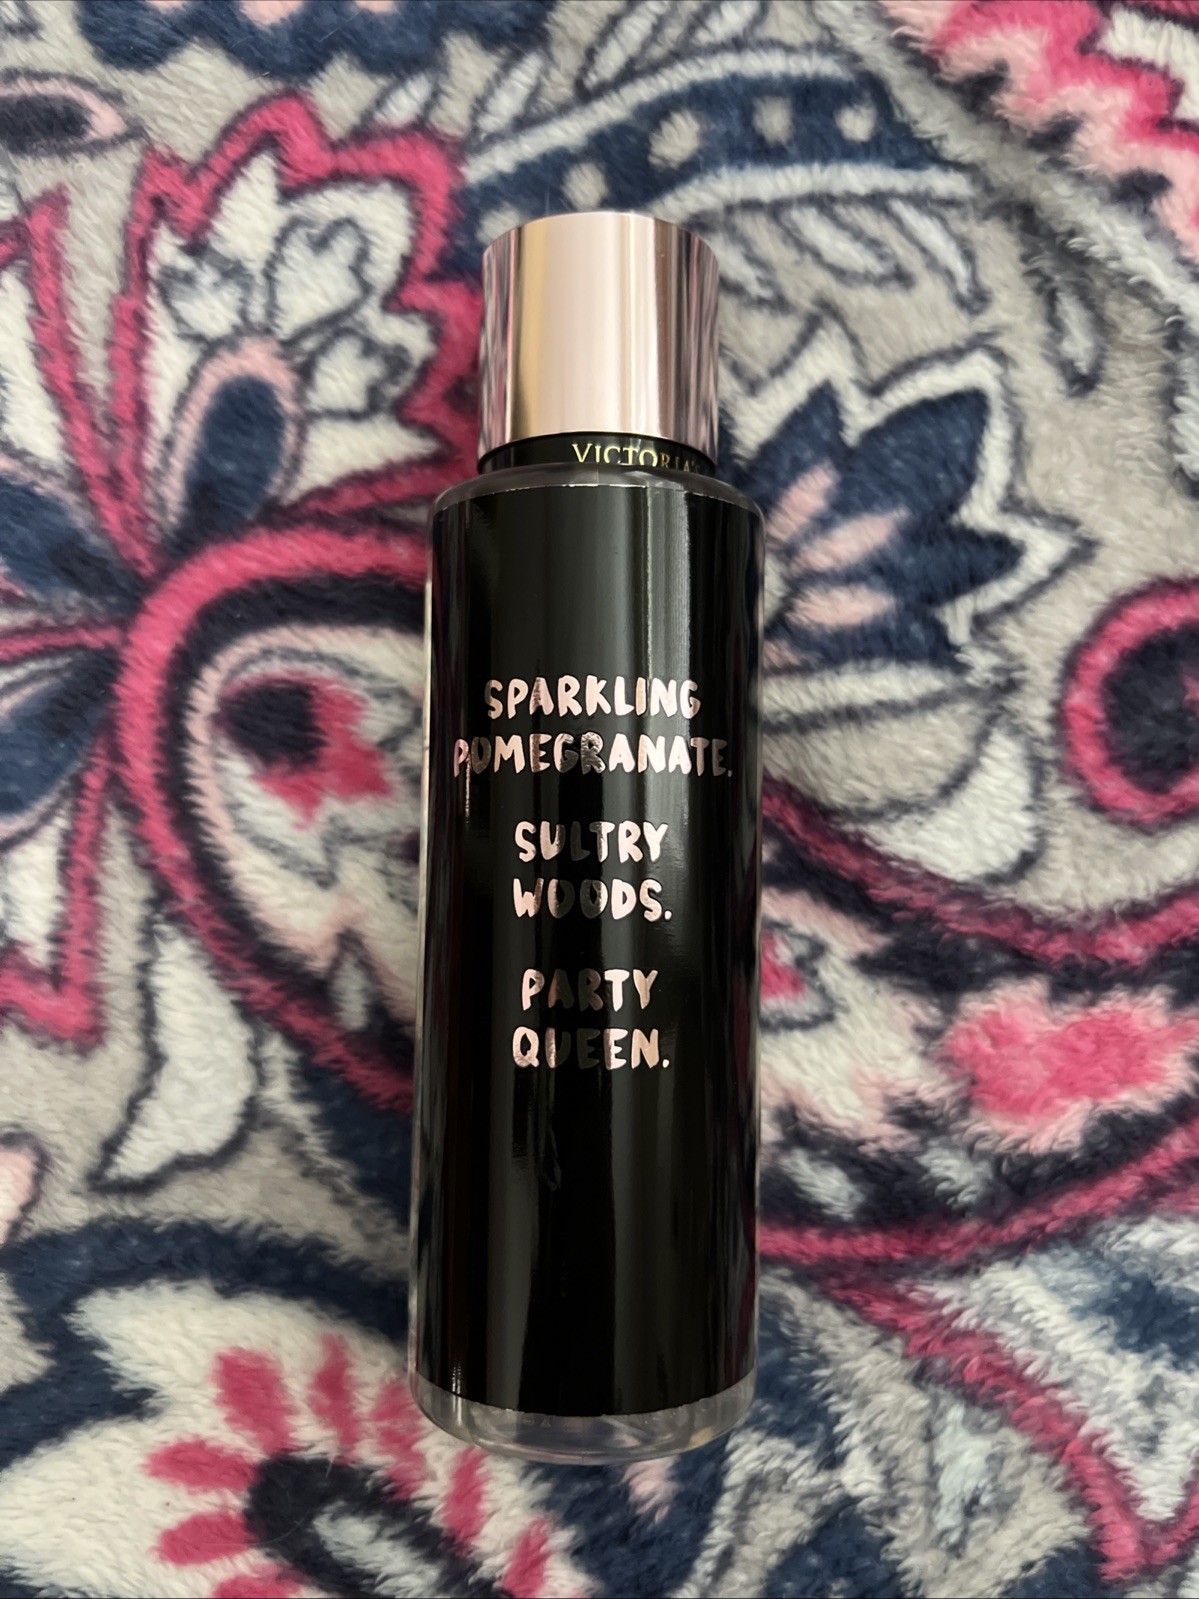 VICTORIA'
SPARKLING
POMEGRANATE.
SULTRY
WOODS.
PARTY
QUEEN.